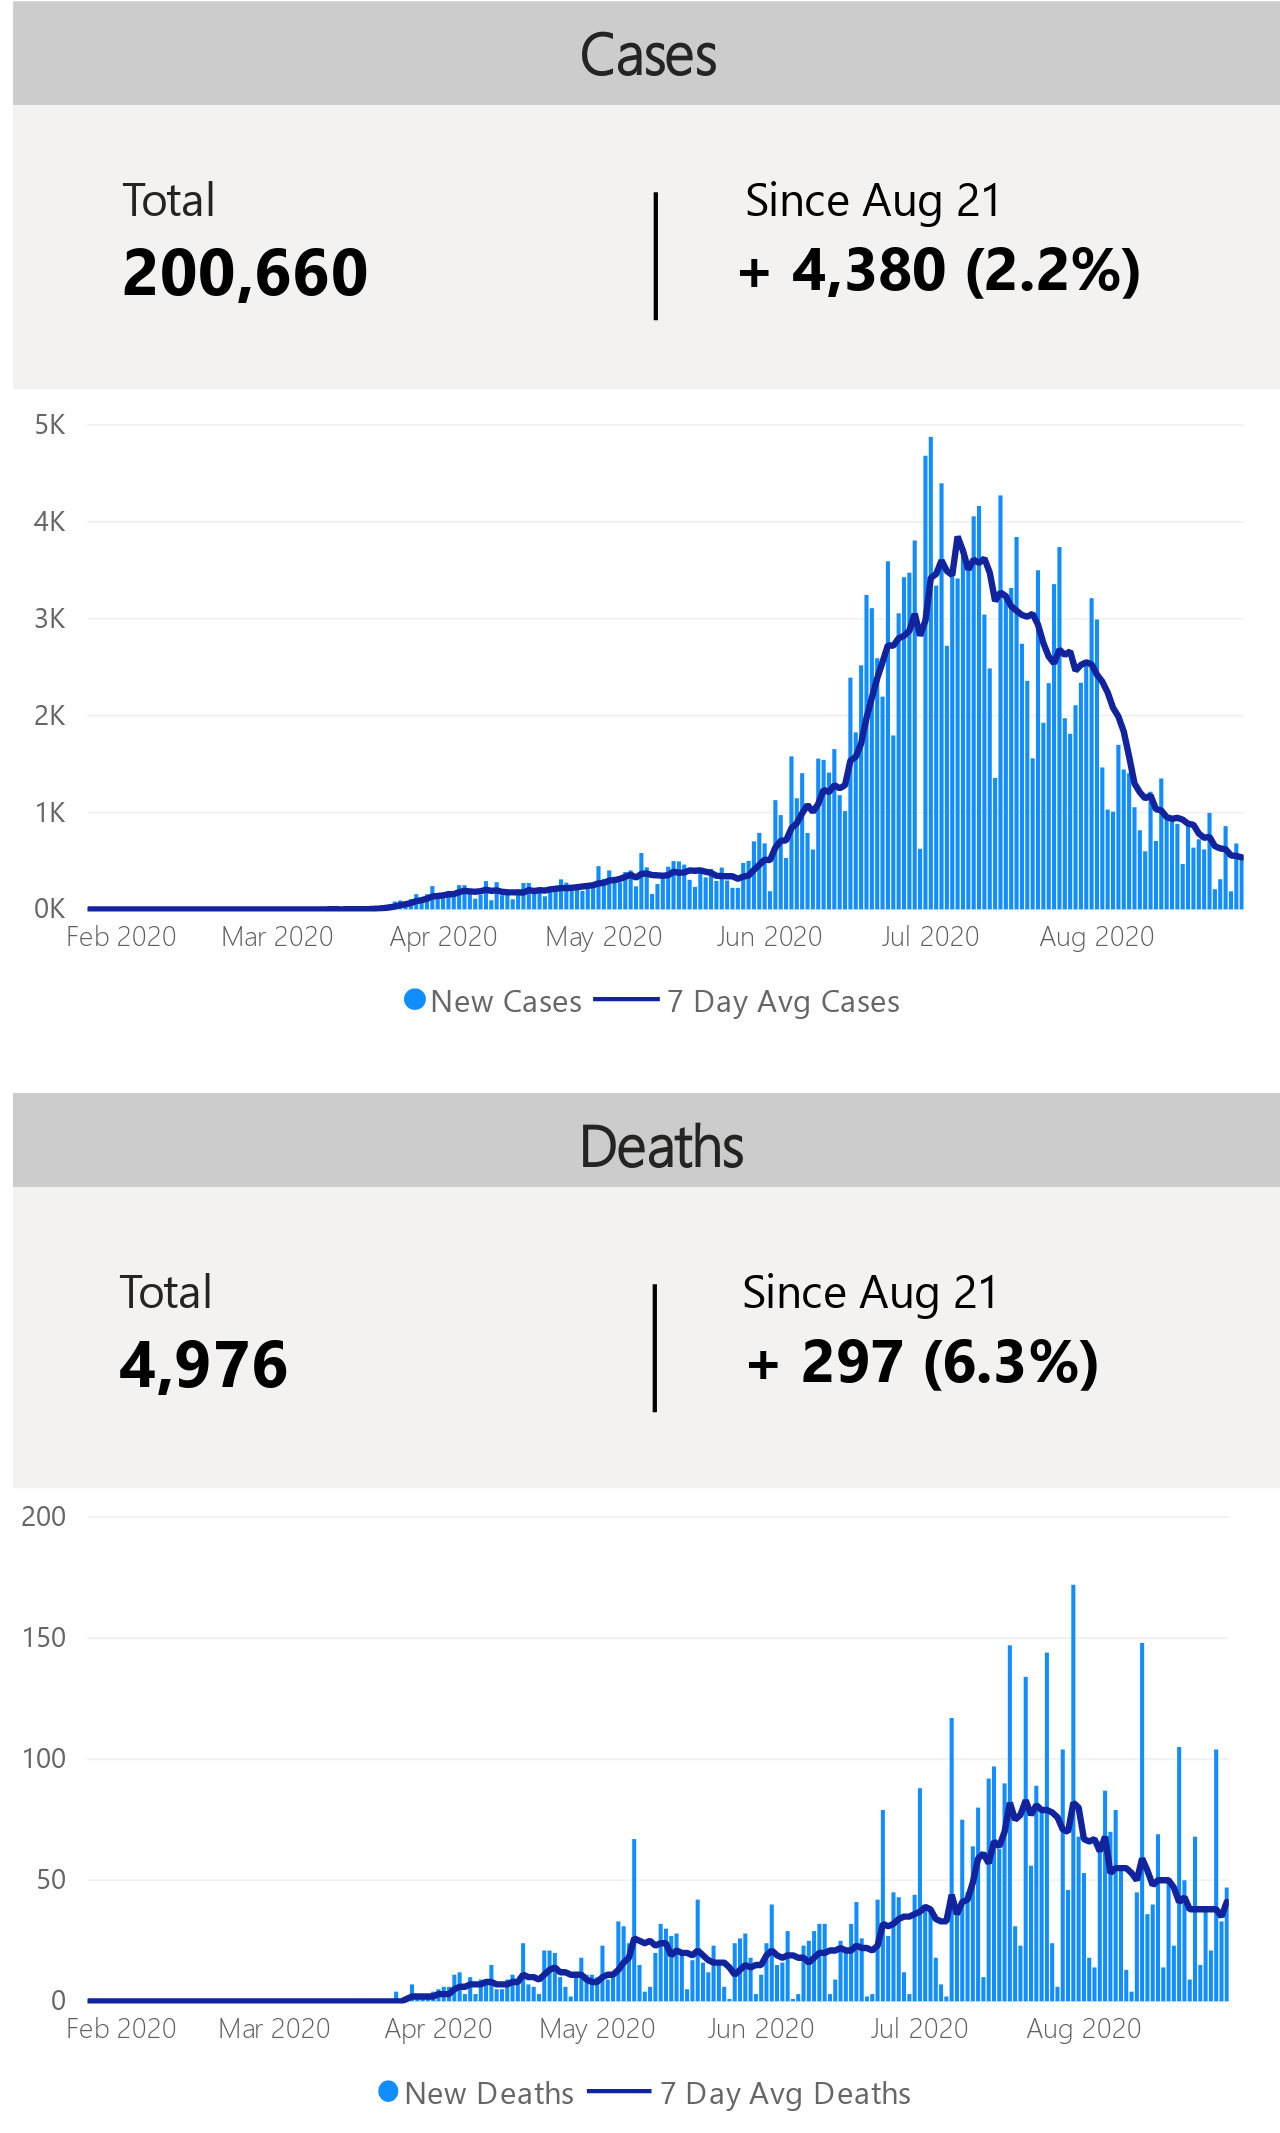 Cases
Total
200,660
Since Aug 21
+ 4,380 (2.2%)
5K
4K
3K
2K
1K
0K
Feb 2020 Mar 2020 Apr 2020 May 2020 Jun 2020 Jul 2020 Aug 2020
New Cases 7 Day Avg Cases
Deaths
Total
4,976
Since Aug 21
+ 297 (6.3%)
200
150
100
50
0
Feb 2020 Mar 2020 Apr 2020 May 2020 Jun 2020 Jul 2020 Aug 2020
New Deaths 7 Day Avg Deaths